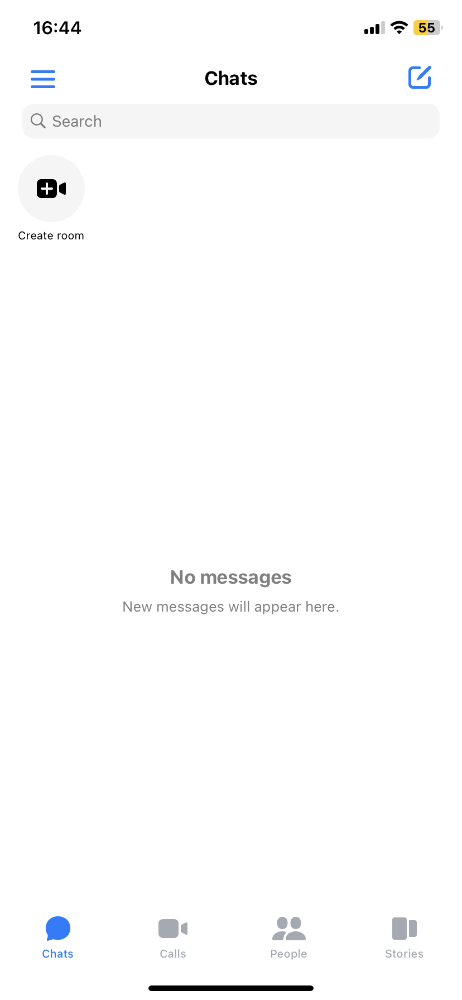 16:44
55
Chats
Search
Create room
No messages
New messages will appear here.
Chats
Calls
People
Stories